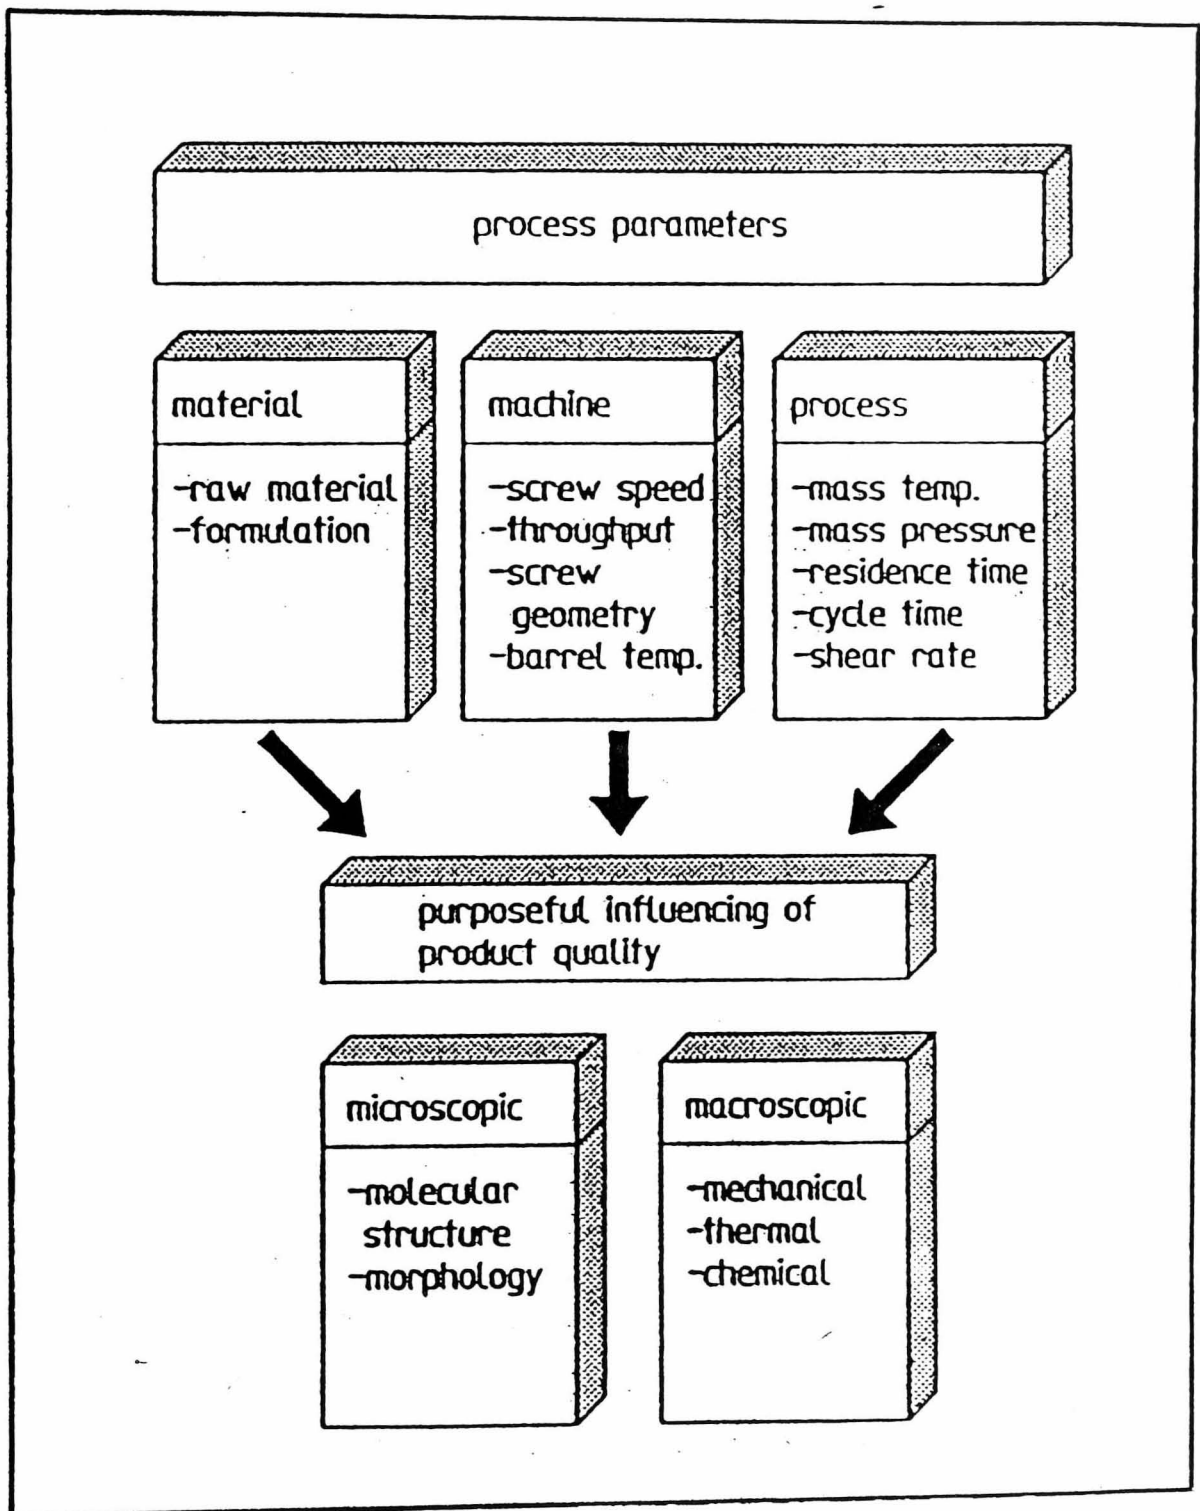 process parameters
material
-raw material
-formulation
machine
-screw speed
-throughput
-screw
geometry
-barrel temp.
process
-mass temp.
-mass pressure
-residence time
-cycle time
-shear rate
purposeful influencing of
product quality
microscopic
-molecular
structure
-morphology
macroscopic
-mechanical
-thermal
-chemical